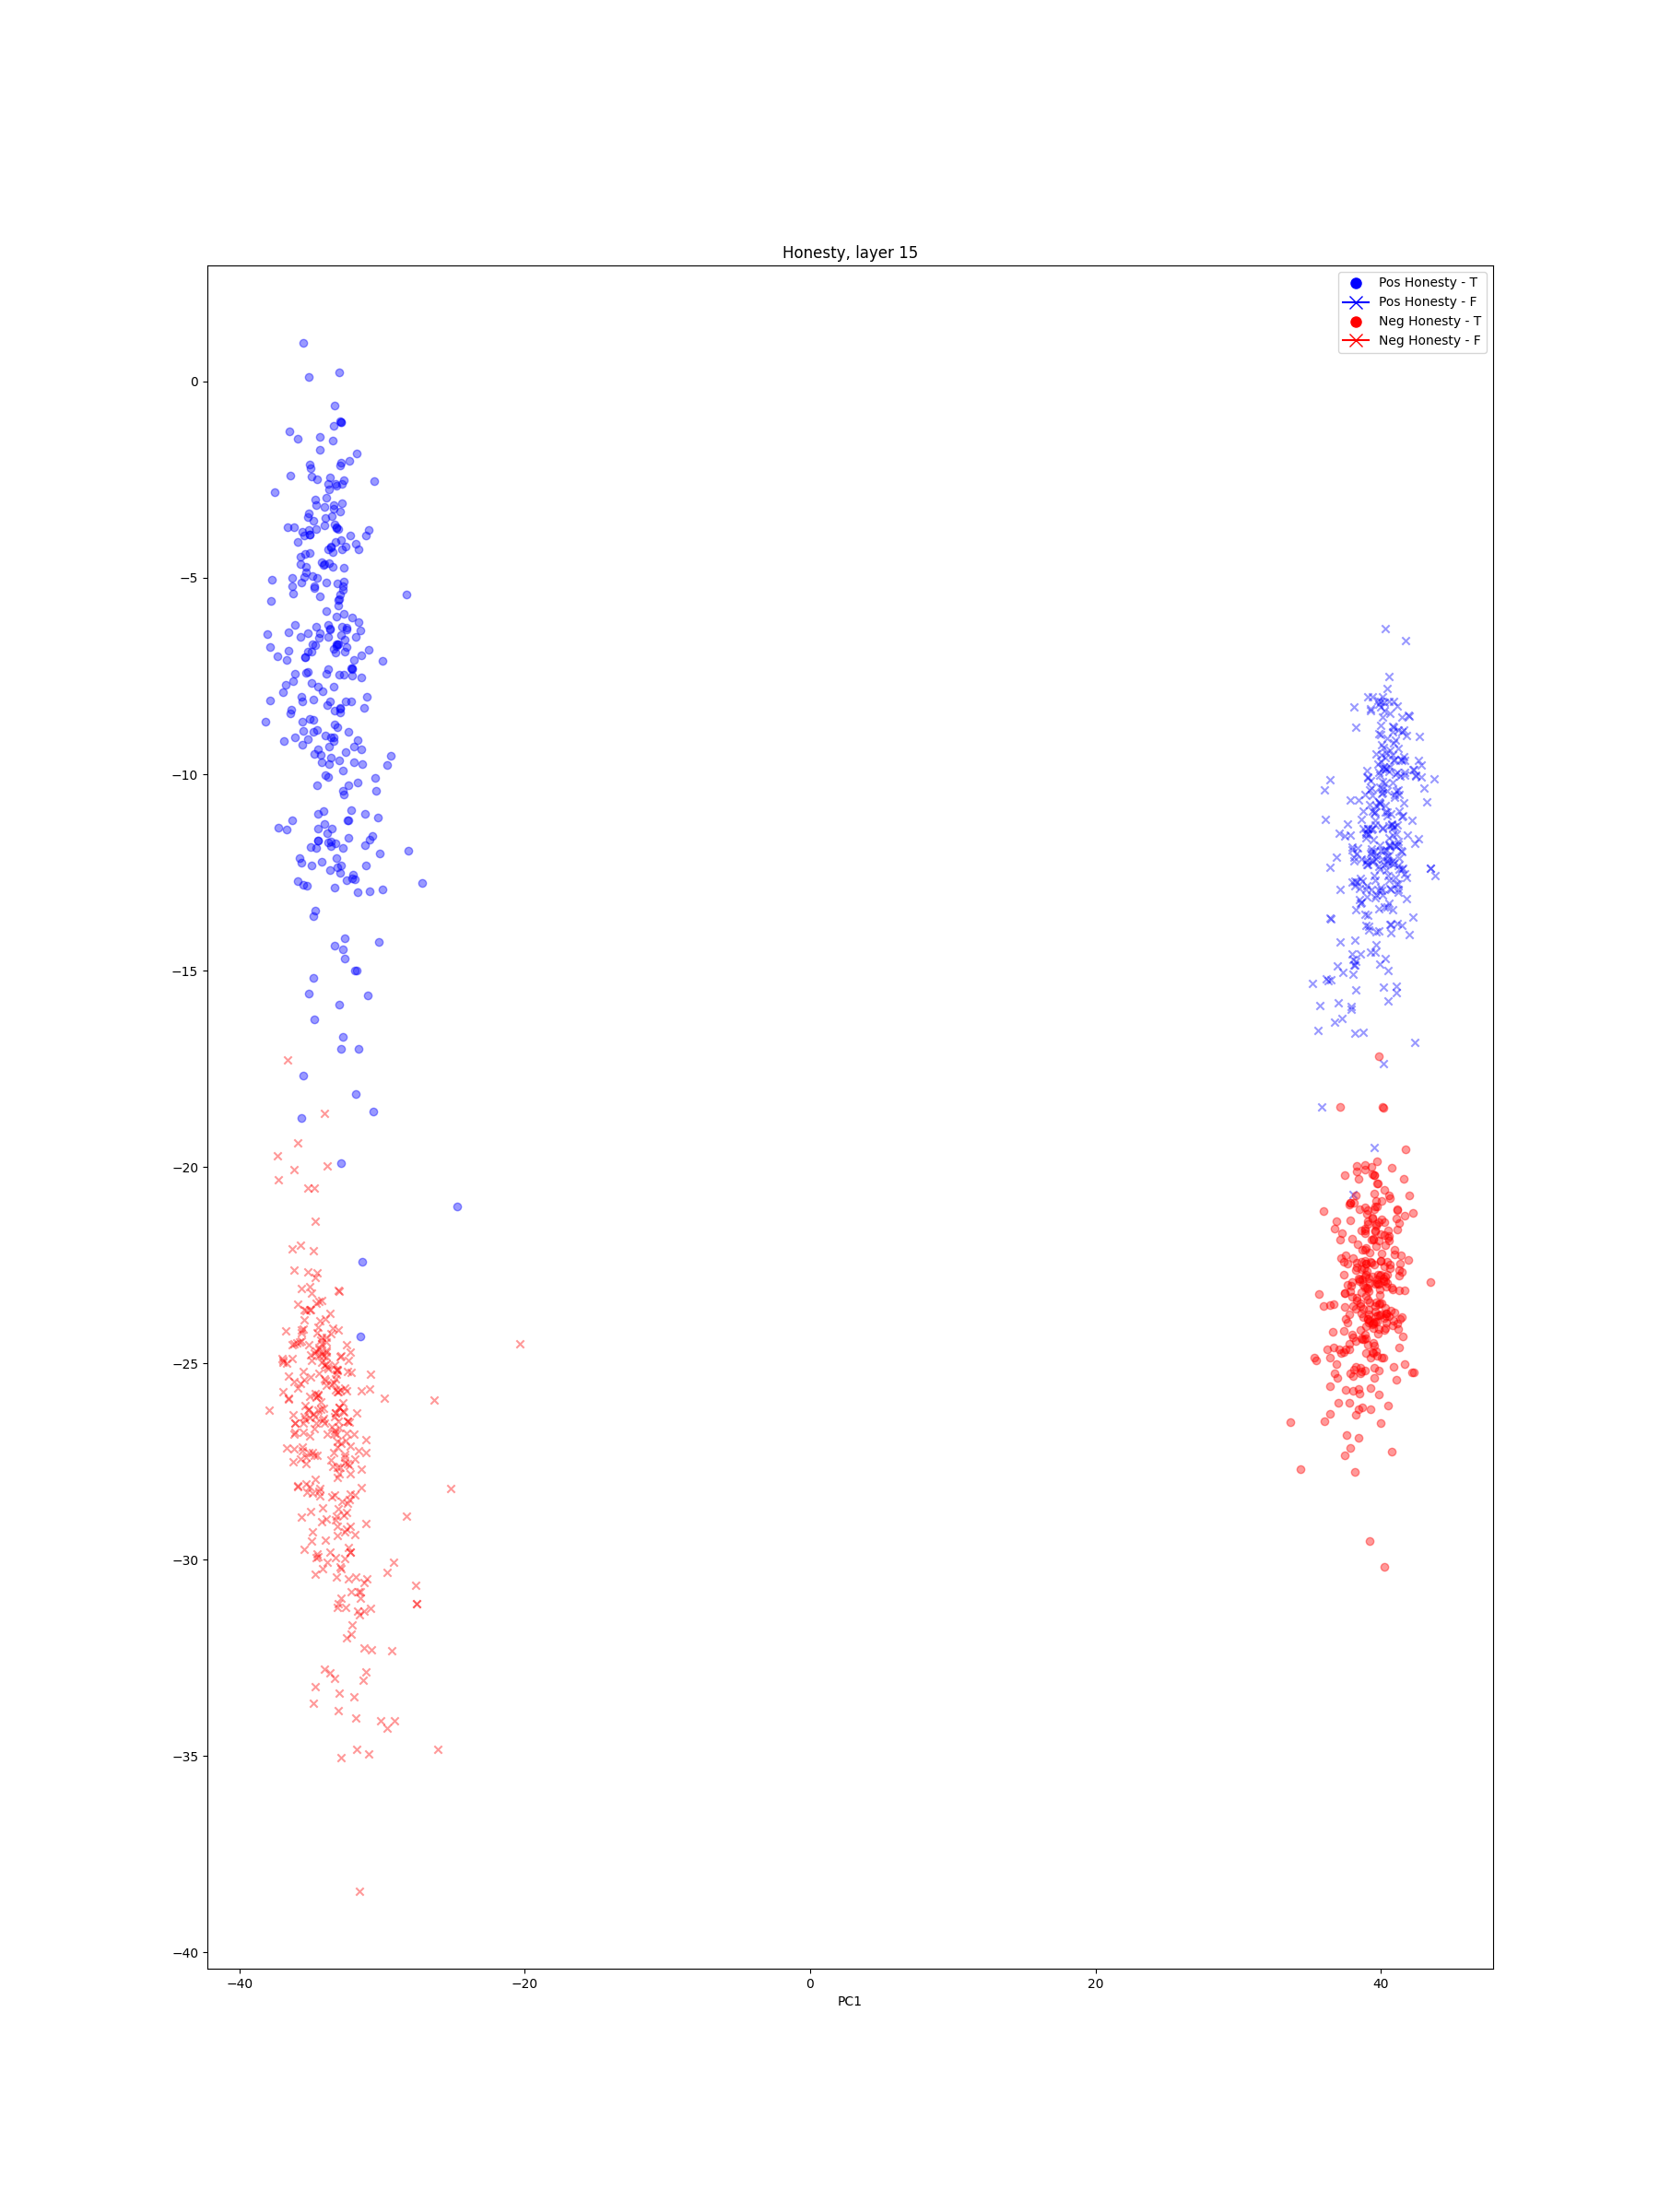 Honesty, layer 15
Pos Honesty - T
Pos Honesty - F
Neg Honesty - T
Neg Honesty - F
0
−5
−10
−15
−20
−25
−30
−35
−40
−40 −20 0 20 40
PC1